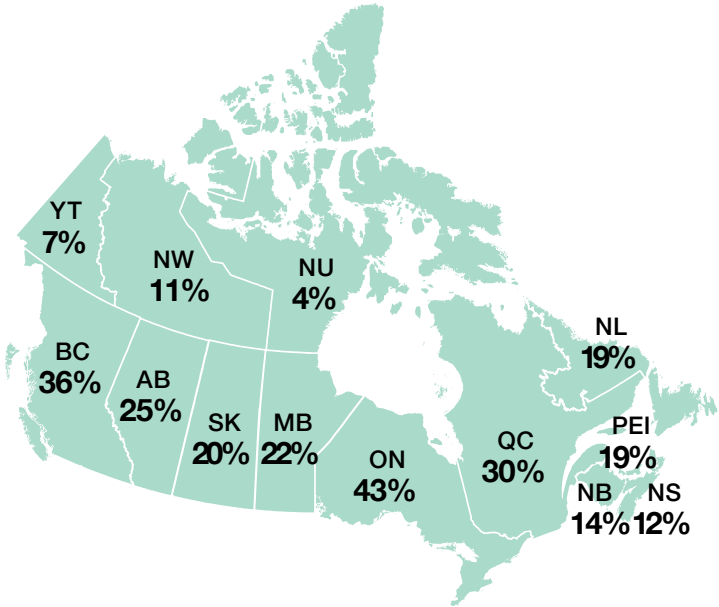 YT
7%
NW
11%
NU
4%
BC
36%
AB
25%
SK
20%
MB
22%
ON
43%
QC
30%
NL
19%
PEI
19%
NB
14%
NS
12%